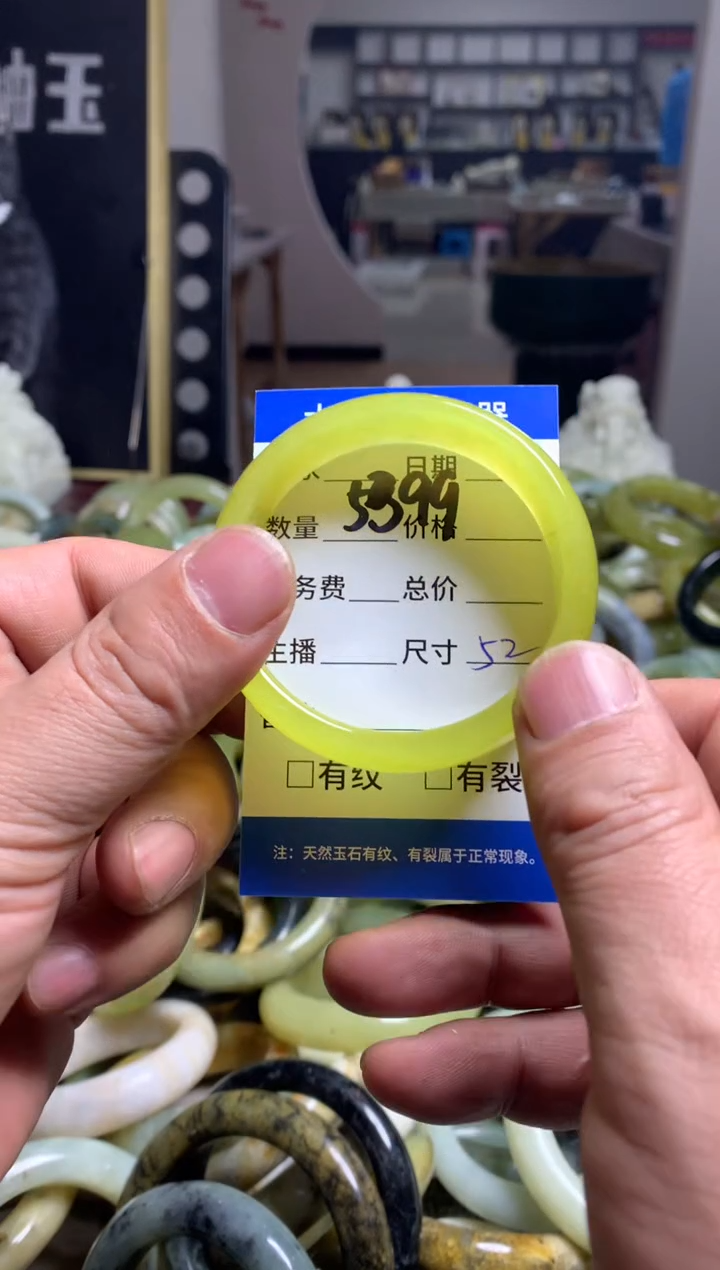 岫玉
日期
5399
数量 价格
务费 总价
主播 尺寸 52
□有纹 □有裂
注：天然玉石有纹、有裂属于正常现象。